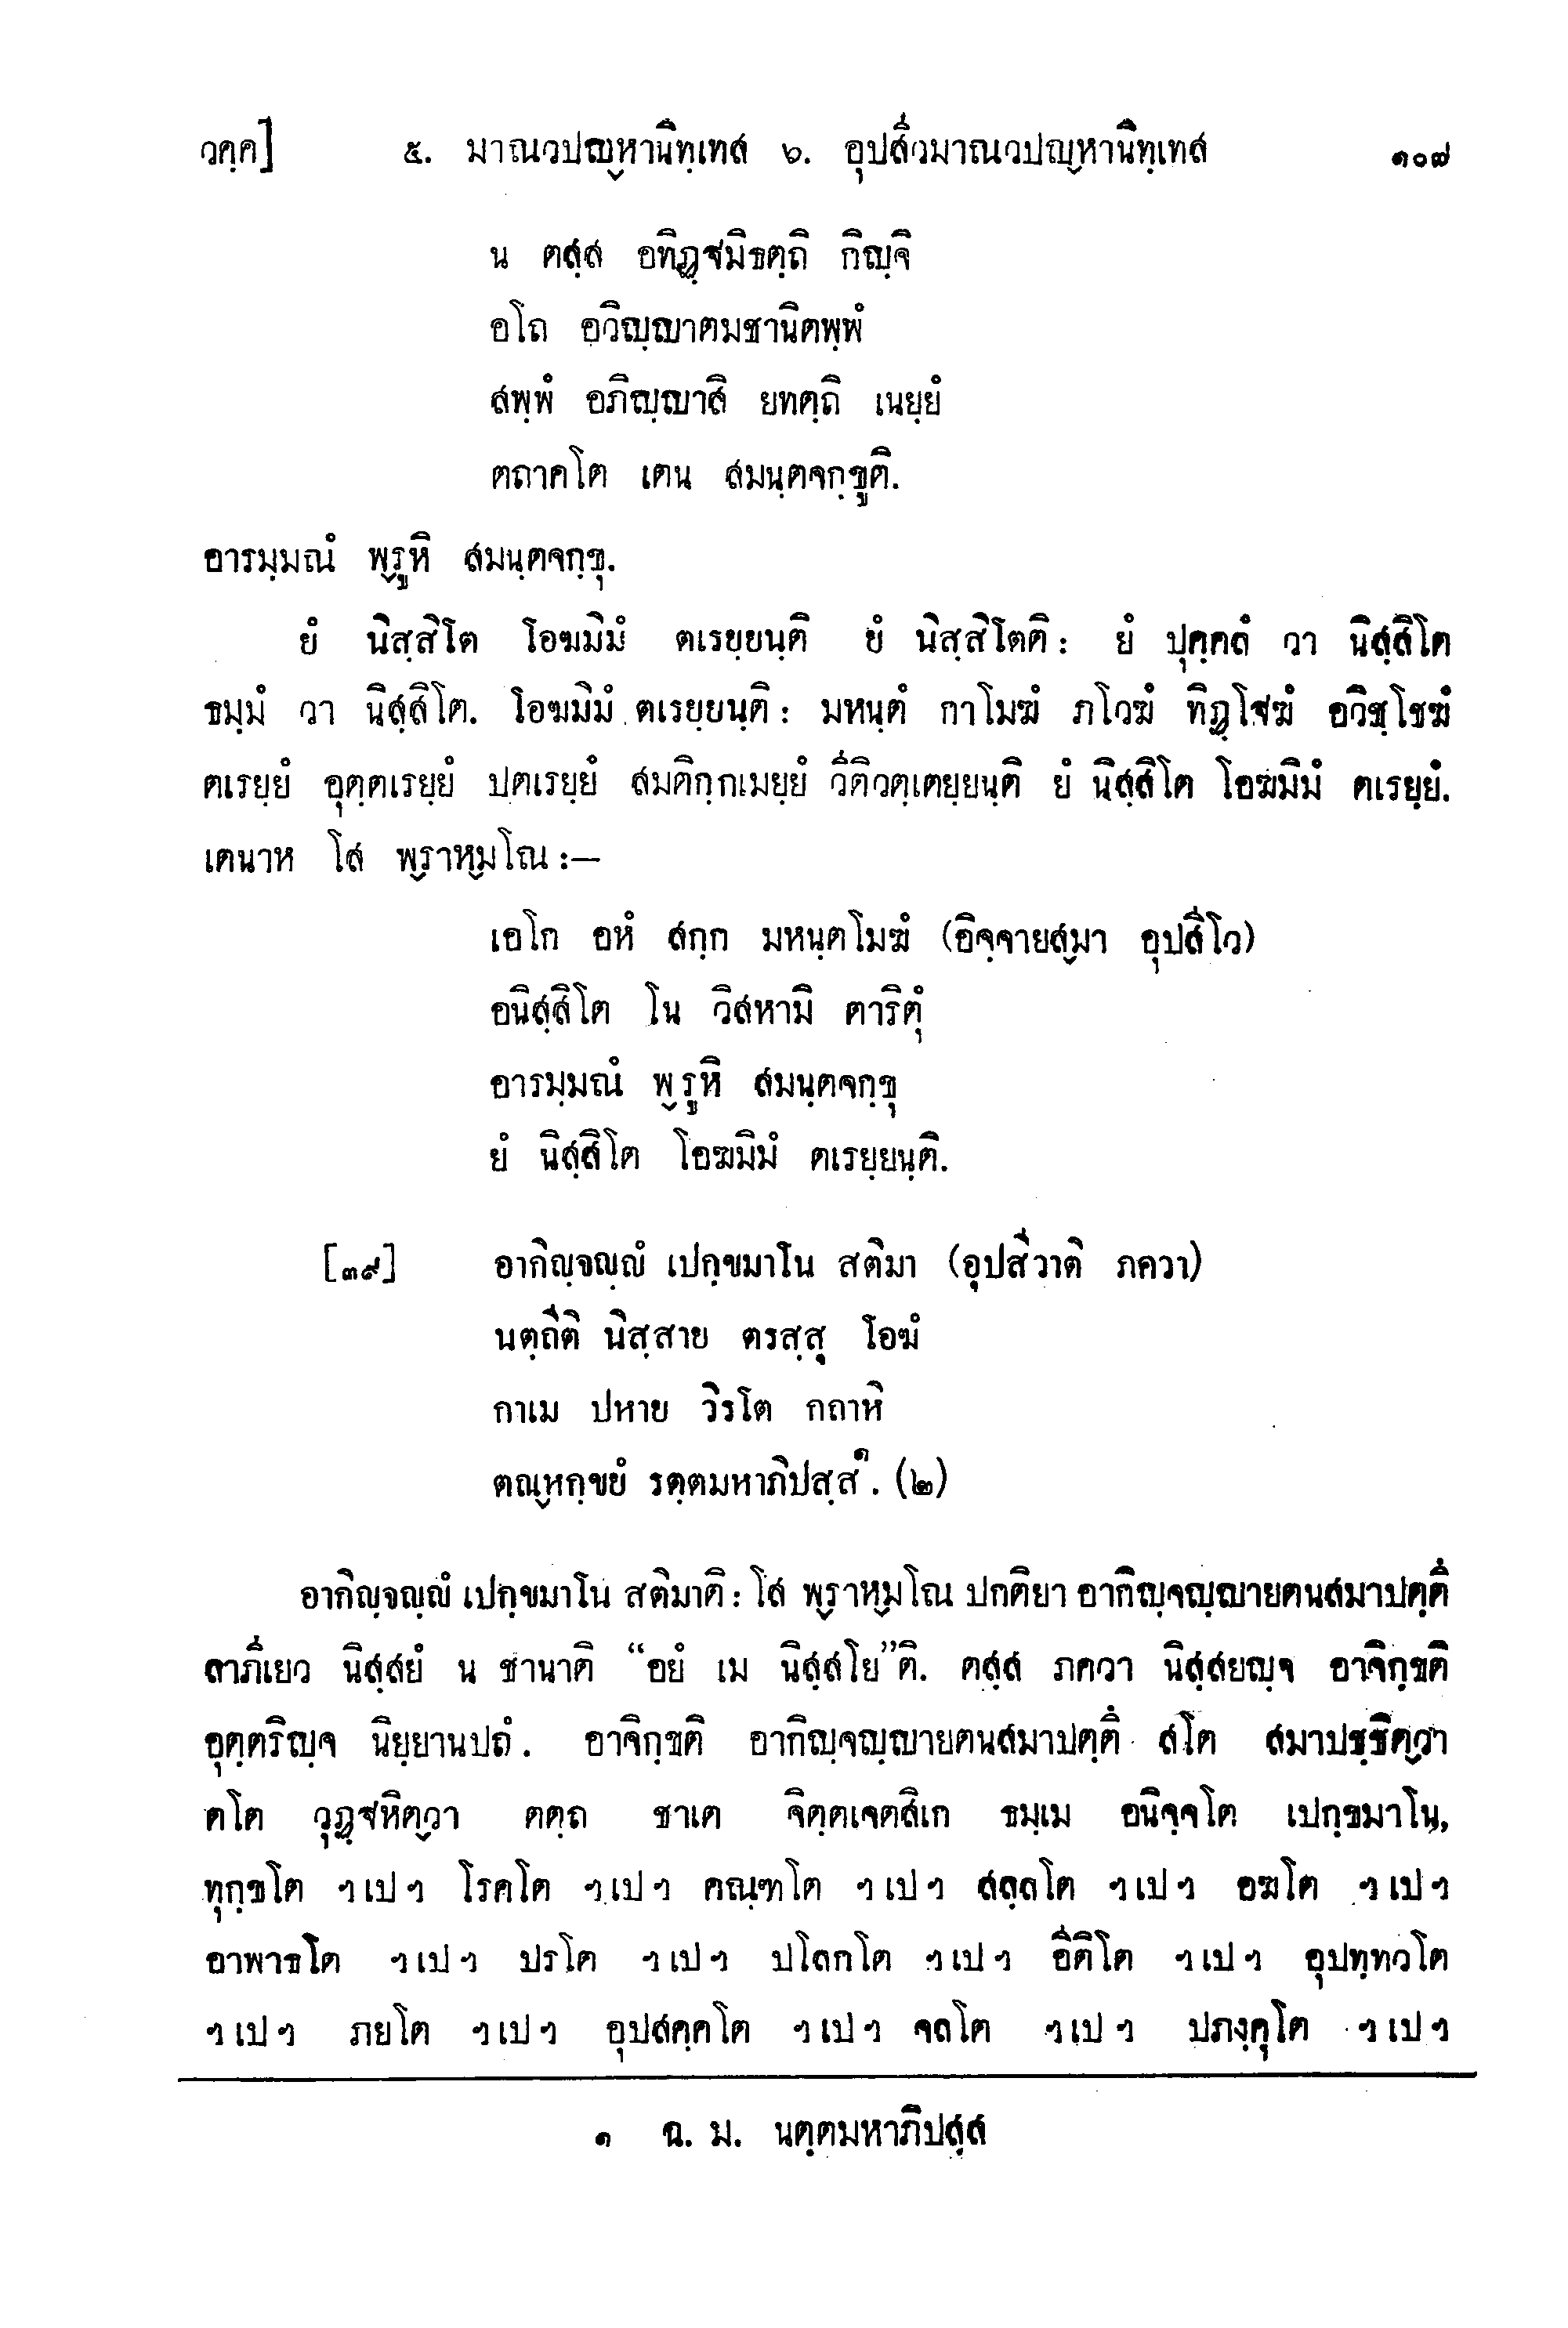 วคฺค] ๕. มาณวปญฺหานิทฺเทส ๖. อุปสีวมาณวปญฺหานิทฺเทส ๑๐๗
น ตสฺส อทิฏฺฐมิธตฺถิ กิญฺจิ
อโถ อวิญฺญาตมชานิตพฺพํ
สพฺพํ อภิญฺญาสิ ยทตฺถิ เนยฺยํ
ตถาคโต เตน สมนฺตจกฺขูติ.
อารมฺมณํ พฺรูหิ สมนฺตจกฺขุ.
ยํ นิสฺสิโต โอฆมิมํ ตเรยฺยนฺติ ยํ นิสฺสิโตติ: ยํ ปุคฺคลํ วา นิสฺสิโต
ธมฺมํ วา นิสฺสิโต. โอฆมิมํ ตเรยฺยนฺติ: มหนฺตํ กาโมฆํ ภโวฆํ ทิฏฺโฐฆํ อวิชฺโชฆํ
ตเรยฺยํ อุตฺตเรยฺยํ ปตเรยฺยํ สมติกฺกเมยฺยํ วีติวตฺเตยฺยนฺติ ยํ นิสฺสิโต โอฆมิมํ ตเรยฺยํ.
เตนาห โส พฺราหฺมโณ:—
เอโก อหํ สกฺก มหนฺตโมฆํ (อิจฺจายสฺมา อุปสีโว)
อนิสฺสิโต โน วิสหามิ ตาริตุํ
อารมฺมณํ พฺรูหิ สมนฺตจกฺขุ
ยํ นิสฺสิโต โอฆมิมํ ตเรยฺยนฺติ.
[๓๙] อากิญฺจญฺญํ เปกฺขมาโน สติมา (อุปสีวาติ ภควา)
นตฺถีติ นิสฺสาย ตรสฺสุ โอฆํ
กาเม ปหาย วิรโต กถาหิ
ตณฺหกฺขยํ รตฺตมหาภิปสฺส๑. (๒)
อากิญฺจญฺญํ เปกฺขมาโน สติมาติ: โส พฺราหฺมโณ ปกติยา อากิญฺจญฺญายตนสมาปตฺตึ
ลาภีเยว นิสฺสยํ น ชานาติ “อยํ เม นิสฺสโย”ติ. ตสฺส ภควา นิสฺสยญฺจ อาจิกฺขติ
อุตฺตริญฺจ นิยฺยานปถํ. อาจิกฺขติ อากิญฺจญฺญายตนสมาปตฺตึ สโต สมาปชฺชิตฺวา
ตโต วุฏฺฐหิตฺวา ตตฺถ ชาเต จิตฺตเจตสิเก ธมฺเม อนิจฺจโต เปกฺขมาโน,
ทุกฺขโต ฯเปฯ โรคโต ฯเปฯ คณฺฑโต ฯเปฯ สลฺลโต ฯเปฯ อฆโต ฯเปฯ
อาพาธโต ฯเปฯ ปรโต ฯเปฯ ปโลกโต ฯเปฯ อีติโต ฯเปฯ อุปทฺทวโต
ฯเปฯ ภยโต ฯเปฯ อุปสคฺคโต ฯเปฯ จลโต ฯเปฯ ปภงฺคุโต ฯเปฯ
๑ ฉ. ม. นตฺตมหาภิปสฺส